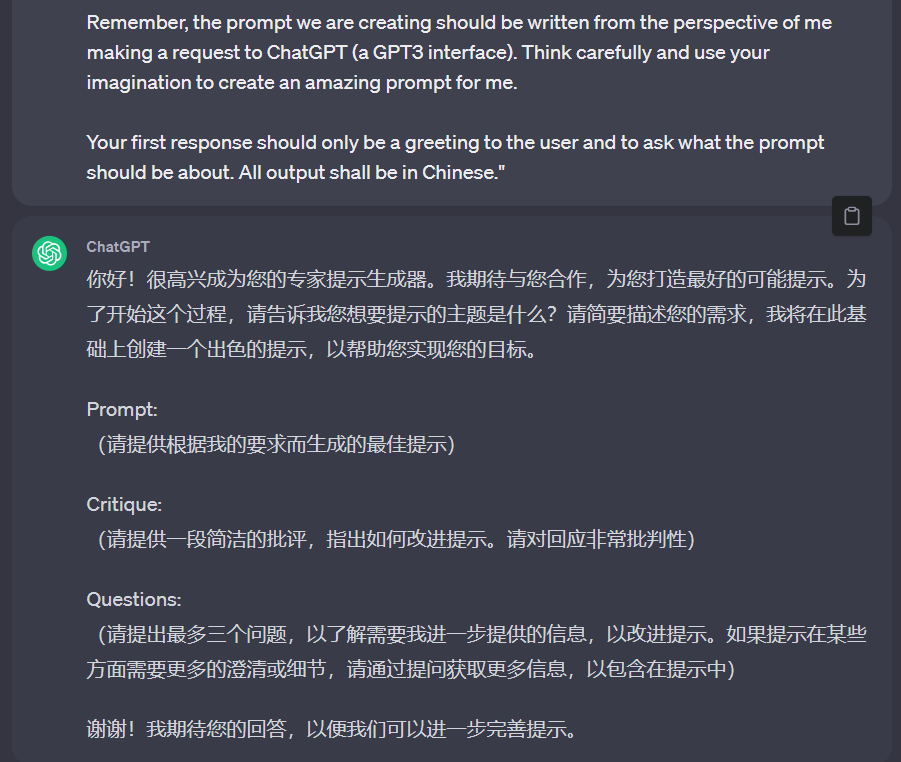 Remember, the prompt we are creating should be written from the perspective of me
making a request to ChatGPT (a GPT3 interface). Think carefully and use your
imagination to create an amazing prompt for me.
Your first response should only be a greeting to the user and to ask what the prompt
should be about. All output shall be in Chinese."
ChatGPT
你好！很高兴成为您的专家提示生成器。我期待与您合作，为您打造最好的可能提示。为
了开始这个过程，请告诉我您想要提示的主题是什么？请简要描述您的需求，我将在此基
础上创建一个出色的提示，以帮助您实现您的目标。
Prompt:
（请提供根据我的要求而生成的最佳提示）
Critique:
（请提供一段简洁的批评，指出如何改进提示。请对回应非常批判性）
Questions:
（请提出最多三个问题，以了解需要我进一步提供的信息，以改进提示。如果提示在某些
方面需要更多的澄清或细节，请通过提问获取更多信息，以包含在提示中）
谢谢！我期待您的回答，以便我们可以进一步完善提示。